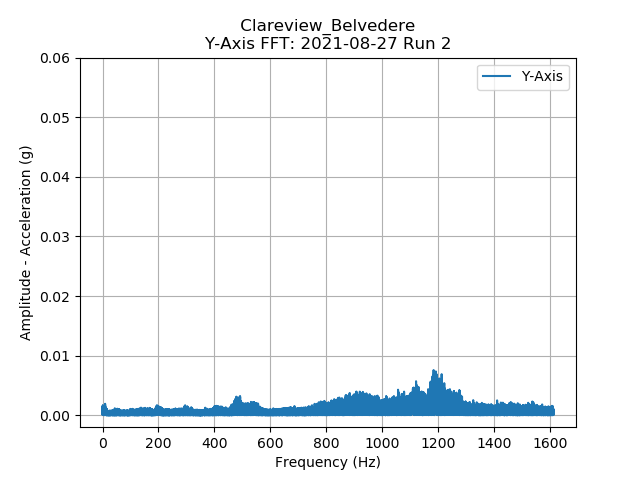 Clareview_Belvedere
Y-Axis FFT: 2021-08-27 Run 2
Y-Axis
0.06
0.05
0.04
0.03
0.02
0.01
0.00
Amplitude - Acceleration (g)
0 200 400 600 800 1000 1200 1400 1600
Frequency (Hz)